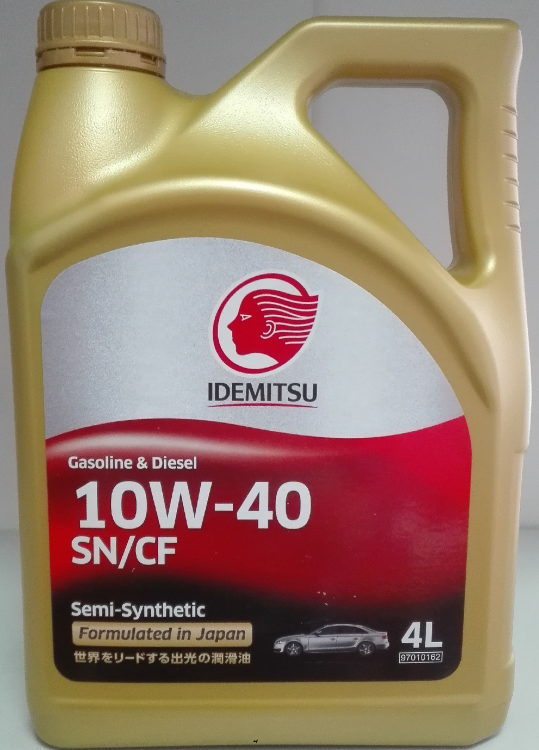 IDEMITSU
Gasoline & Diesel
10W-40
SN/CF
Semi-Synthetic
Formulated in Japan
世界をリードする出光の潤滑油
4L
97010162